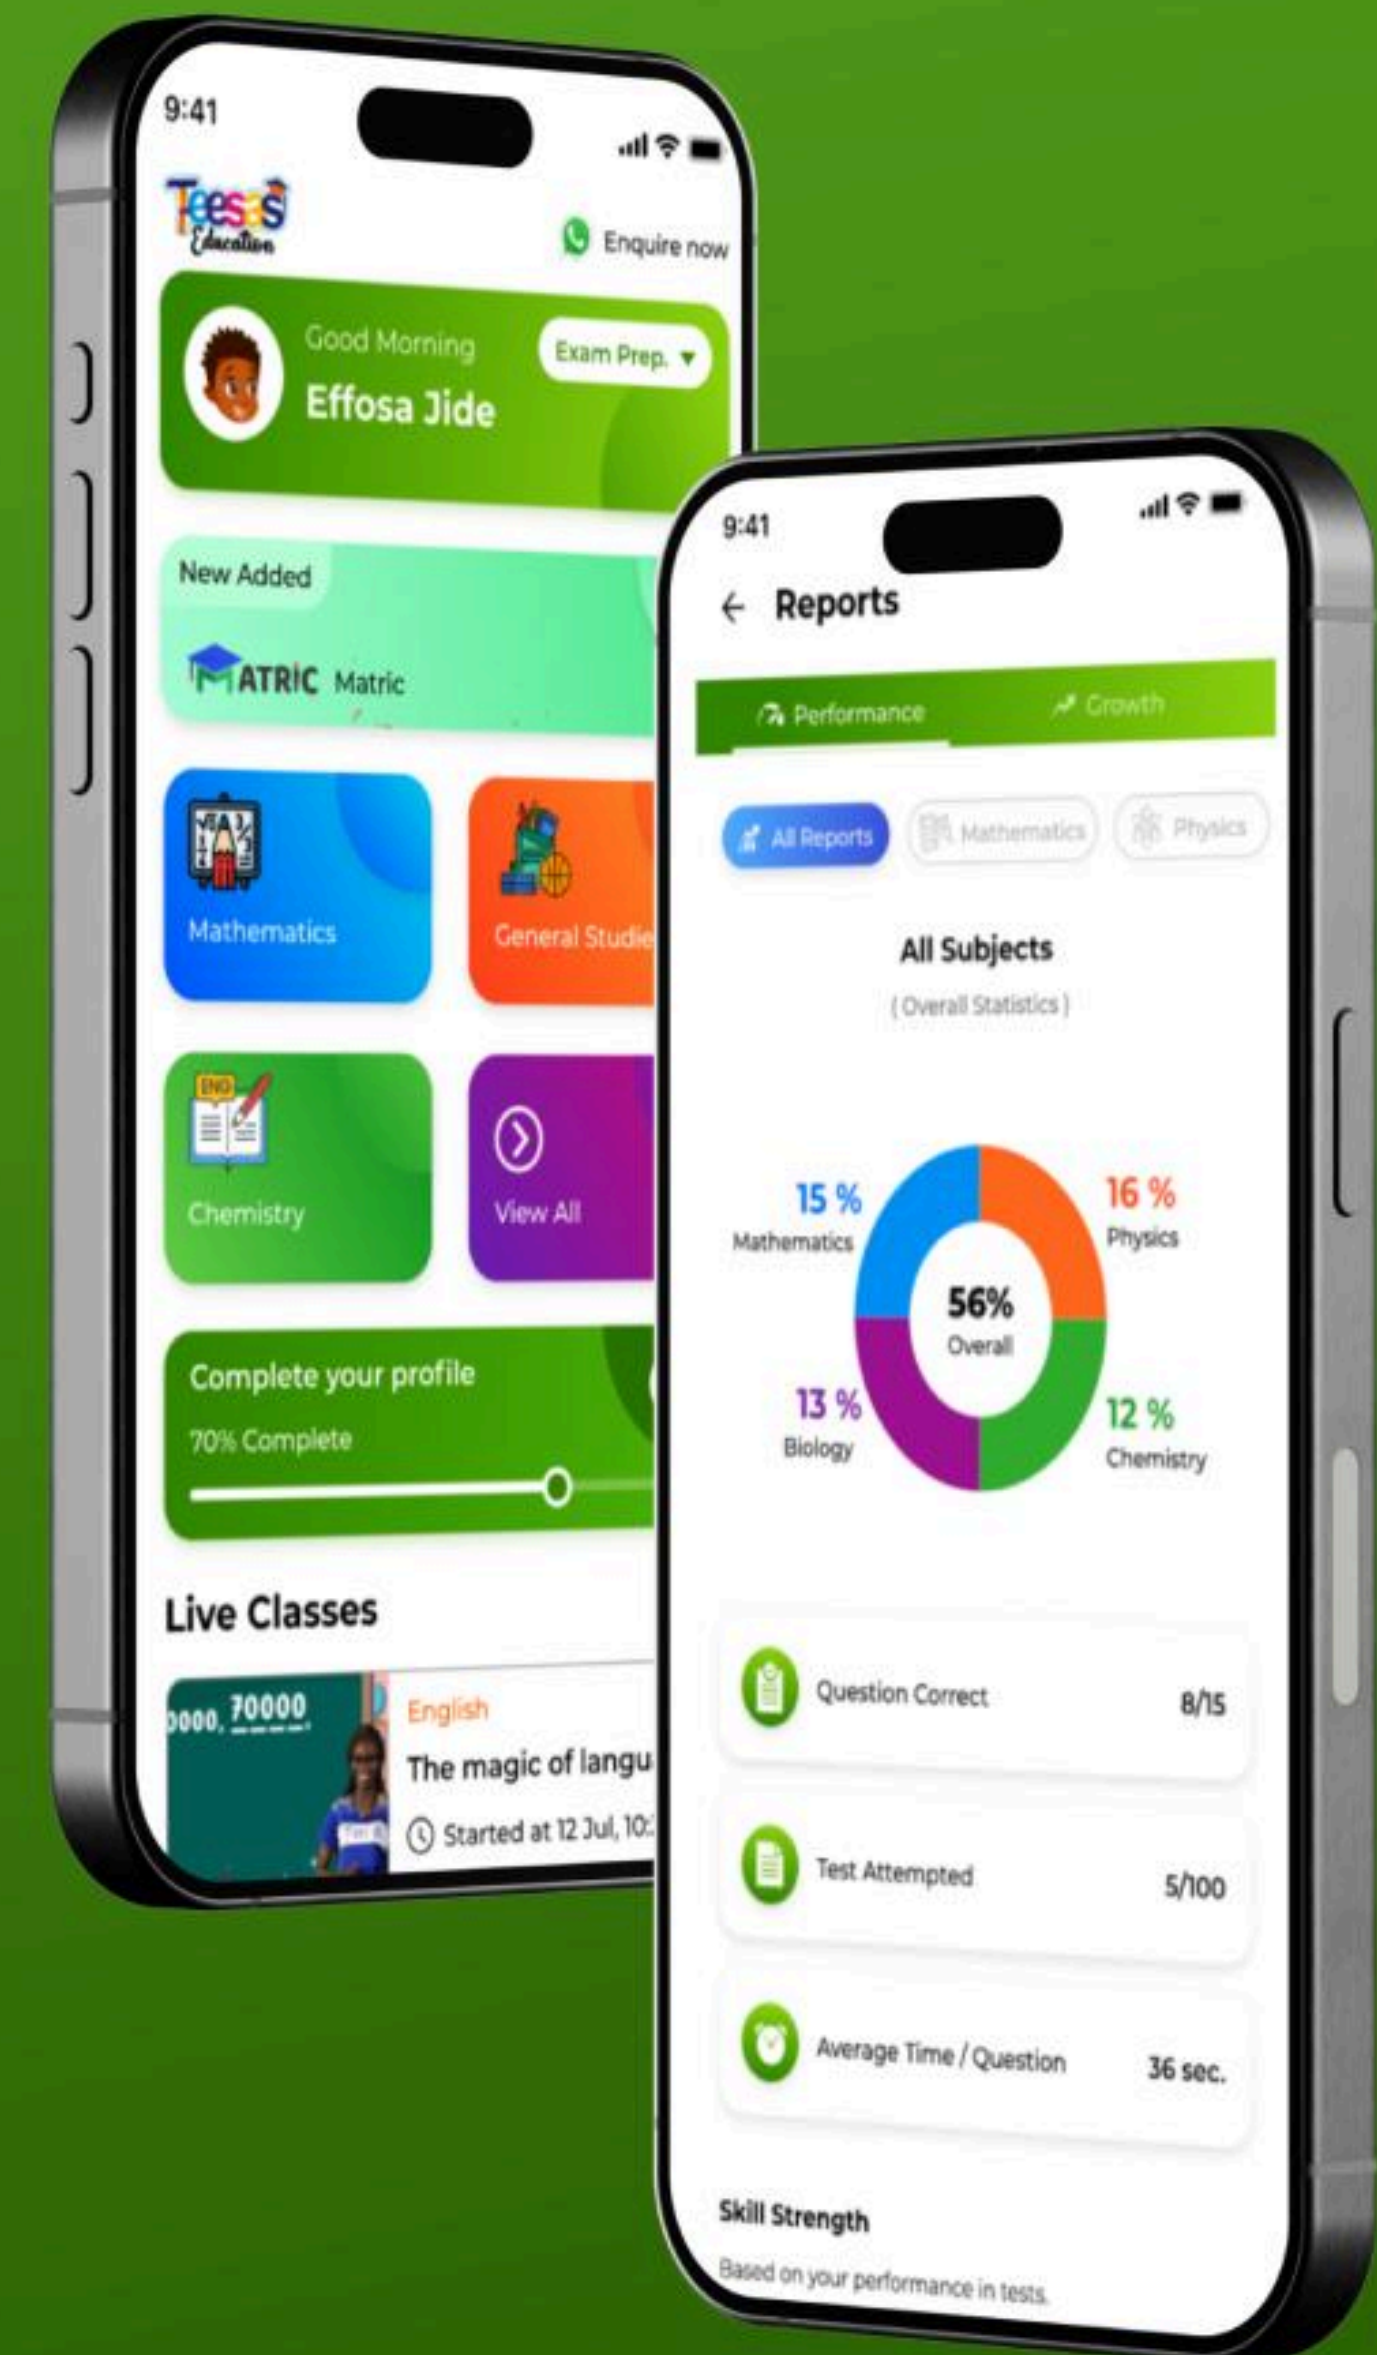 9:41
Teesas
Education
Enquire now
Good Morning
Exam Prep.
Effosa Jide
New Added
MATRIC Matric
Mathematics
General Studie
ENG
Chemistry
View All
Complete your profile
70% Complete
Live Classes
0000, 70000,
English
The magic of langu
Started at 12 Jul, 10:
9:41
Reports
Performance
Growth
All Reports
Mathematics
Physics
All Subjects
( Overall Statistics )
15 %
Mathematics
16 %
Physics
56%
Overall
13 %
Biology
12 %
Chemistry
Question Correct
8/15
Test Attempted
5/100
Average Time / Question
36 sec.
Skill Strength
Based on your performance in tests.